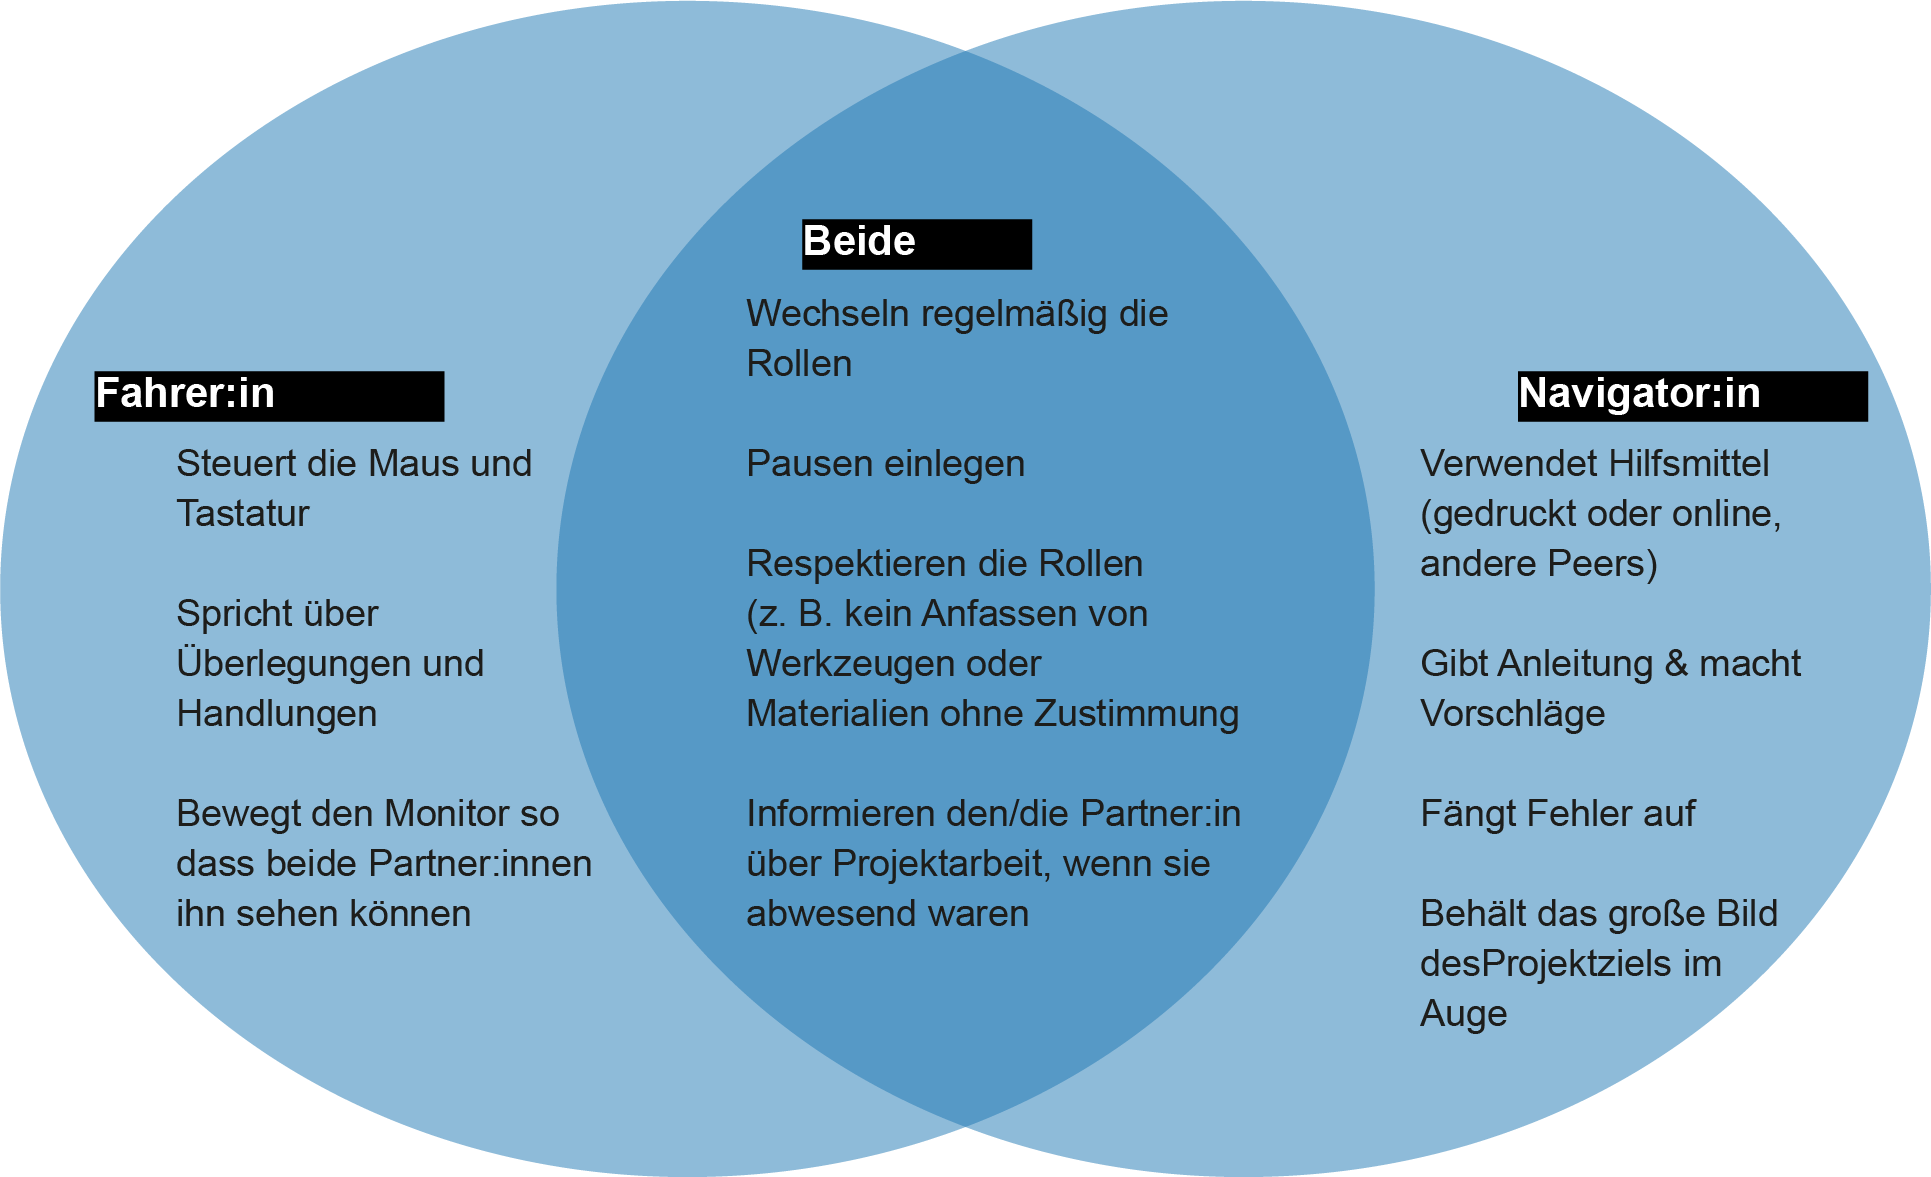 Fahrer:in
Steuert die Maus und
Tastatur
Spricht über
Überlegungen und
Handlungen
Bewegt den Monitor so
dass beide Partner:innen
ihn sehen können
Beide
Wechseln regelmäßig die
Rollen
Pausen einlegen
Respektieren die Rollen
(z. B. kein Anfassen von
Werkzeugen oder
Materialien ohne Zustimmung
Informieren den/die Partner:in
über Projektarbeit, wenn sie
abwesend waren
Navigator:in
Verwendet Hilfsmittel
(gedruckt oder online,
andere Peers)
Gibt Anleitung & macht
Vorschläge
Fängt Fehler auf
Behält das große Bild
desProjektziels im
Auge